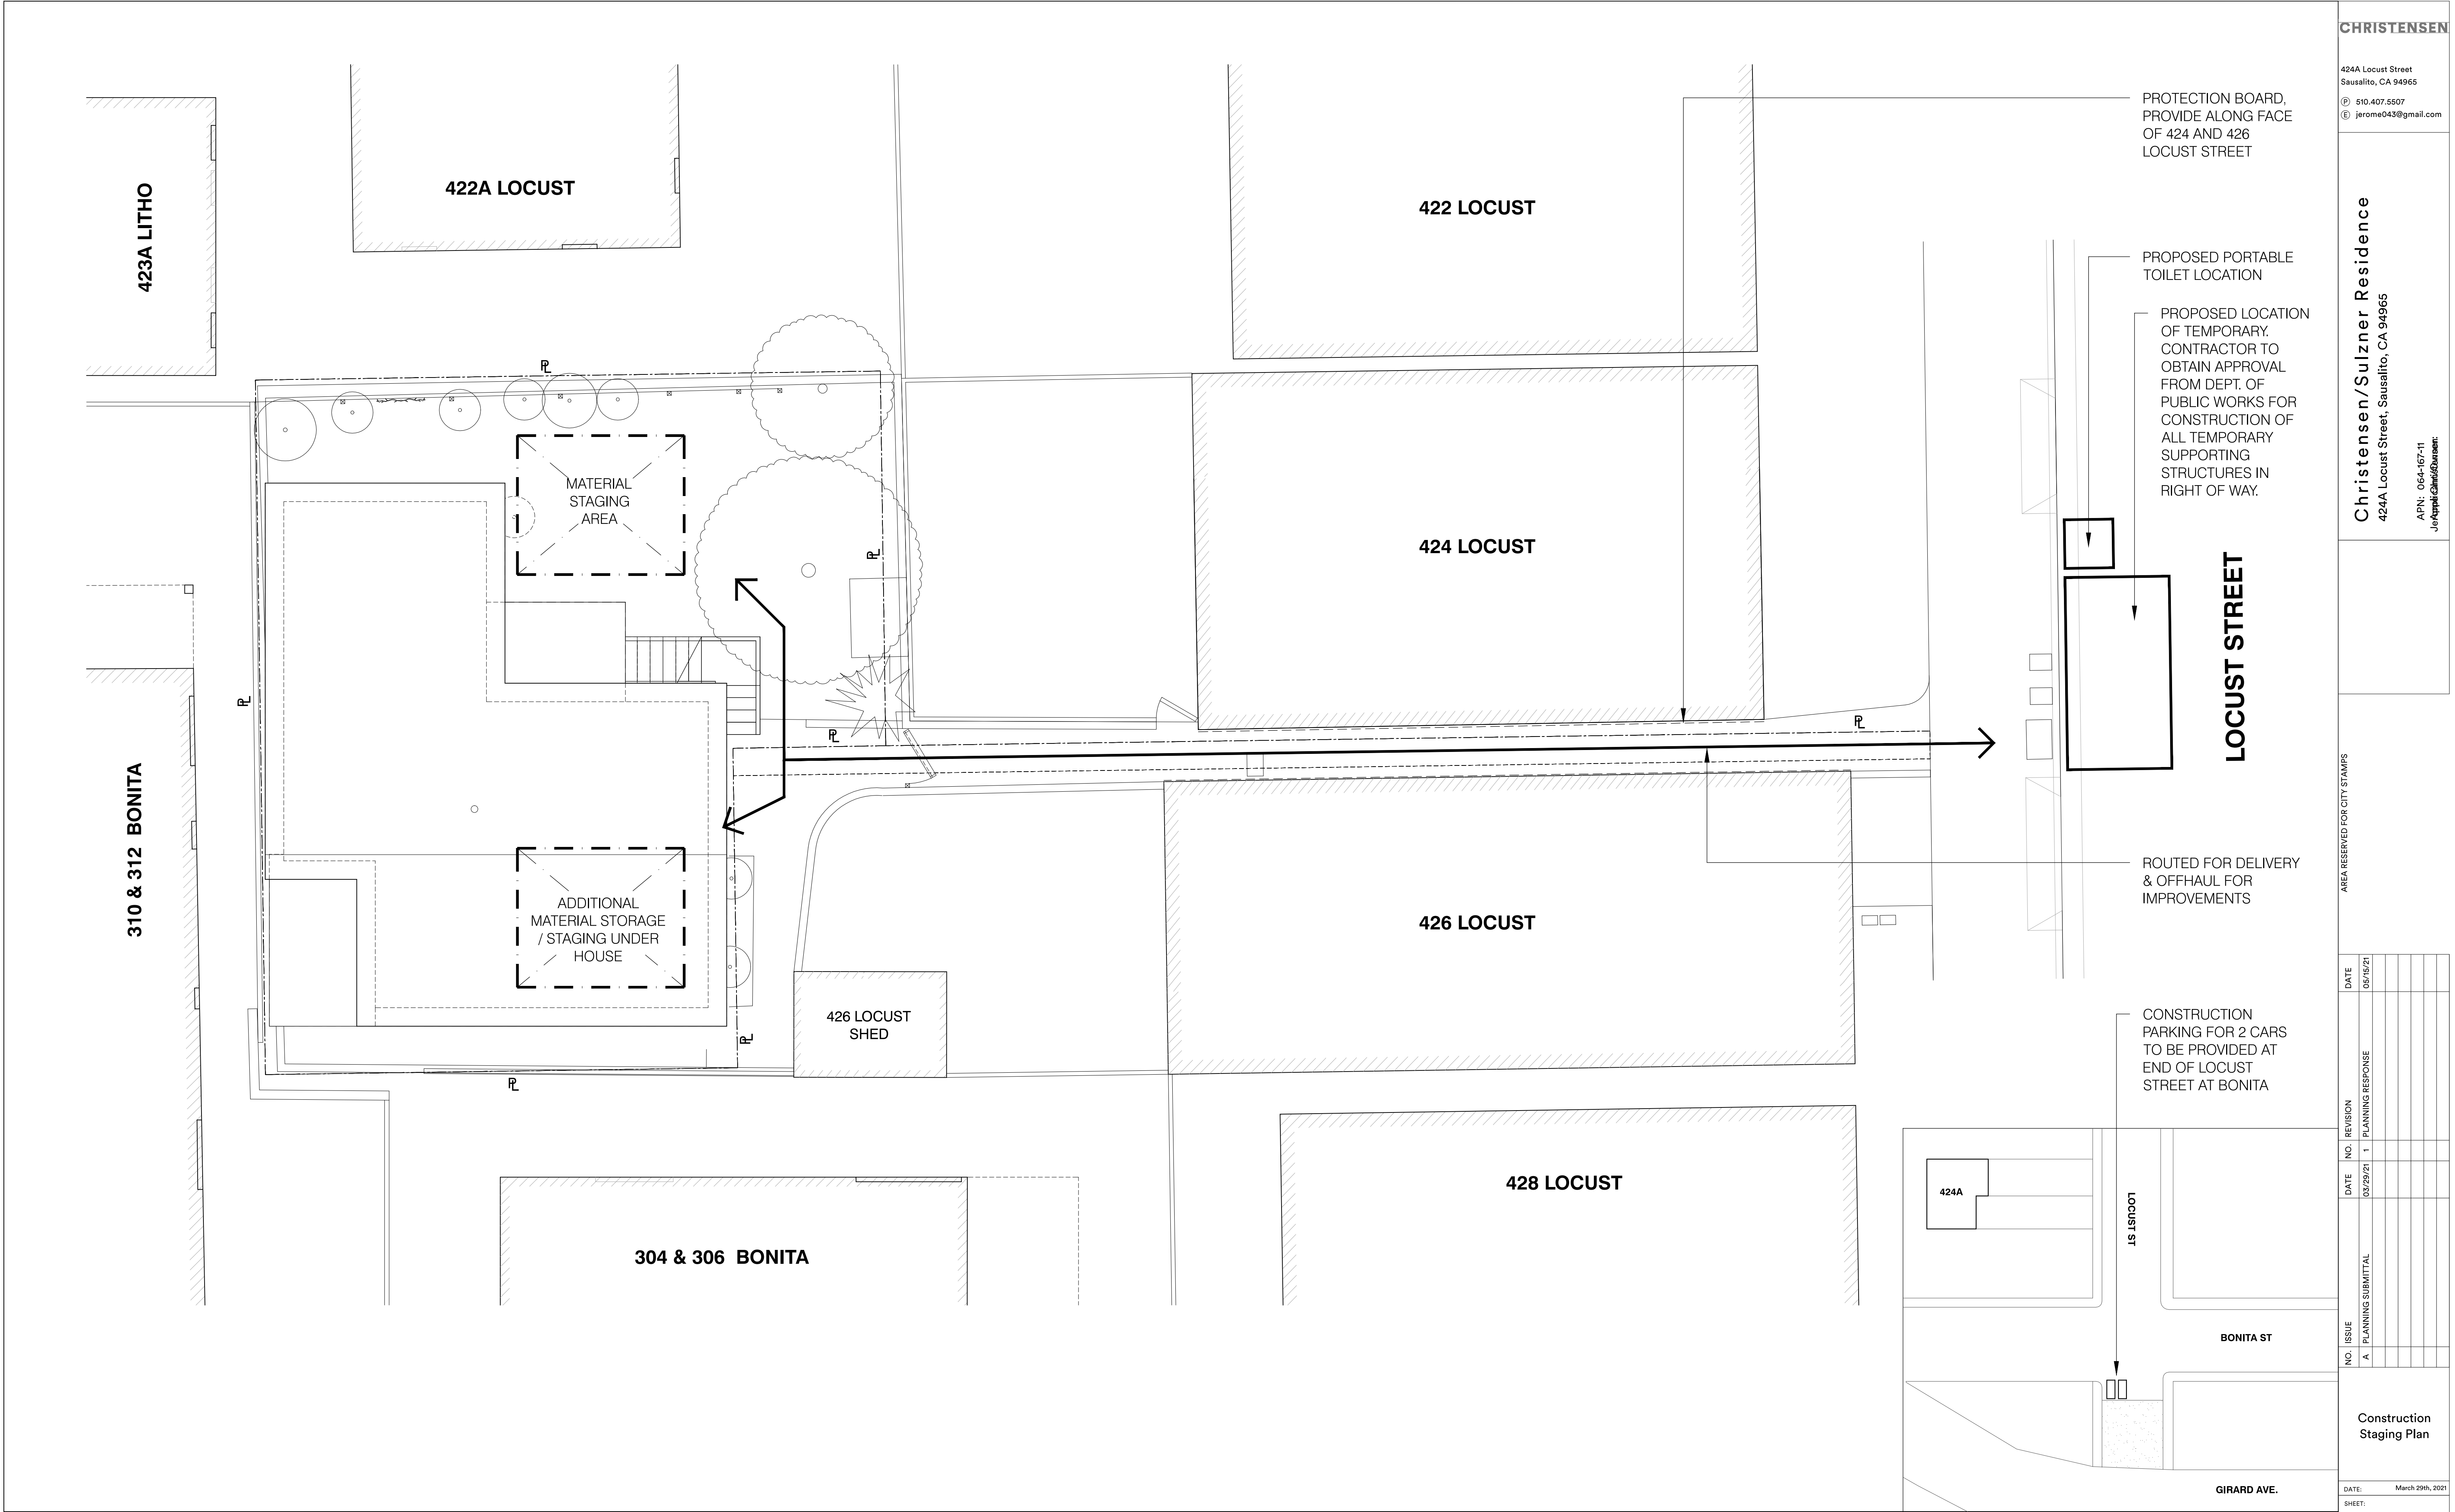 423A LITHO
422A LOCUST
422 LOCUST
PROTECTION BOARD,
PROVIDE ALONG FACE
OF 424 AND 426
LOCUST STREET
PROPOSED PORTABLE
TOILET LOCATION
PROPOSED LOCATION
OF TEMPORARY.
CONTRACTOR TO
OBTAIN APPROVAL
FROM DEPT. OF
PUBLIC WORKS FOR
CONSTRUCTION OF
ALL TEMPORARY
SUPPORTING
STRUCTURES IN
RIGHT OF WAY.
PL
MATERIAL
STAGING
AREA
PL
424 LOCUST
LOCUST STREET
PL
PL
PL
310 & 312 BONITA
ADDITIONAL
MATERIAL STORAGE
/ STAGING UNDER
HOUSE
426 LOCUST
ROUTED FOR DELIVERY
& OFFHAUL FOR
IMPROVEMENTS
426 LOCUST
SHED
PL
PL
CONSTRUCTION
PARKING FOR 2 CARS
TO BE PROVIDED AT
END OF LOCUST
STREET AT BONITA
304 & 306 BONITA
428 LOCUST
424A
LOCUST ST
BONITA ST
GIRARD AVE.
CHRISTENSEN
424A Locust Street
Sausalito, CA 94965
P 510.407.5507
E jerome043@gmail.com
Christensen/Sulzner Residence
424A Locust Street, Sausalito, CA 94965
APN: 064-167-11
AREA RESERVED FOR CITY STAMPS
NO. ISSUE DATE NO. REVISION DATE
A PLANNING SUBMITTAL 03/29/21 1 PLANNING RESPONSE 05/15/21
Construction
Staging Plan
DATE: March 29th, 2021
SHEET: